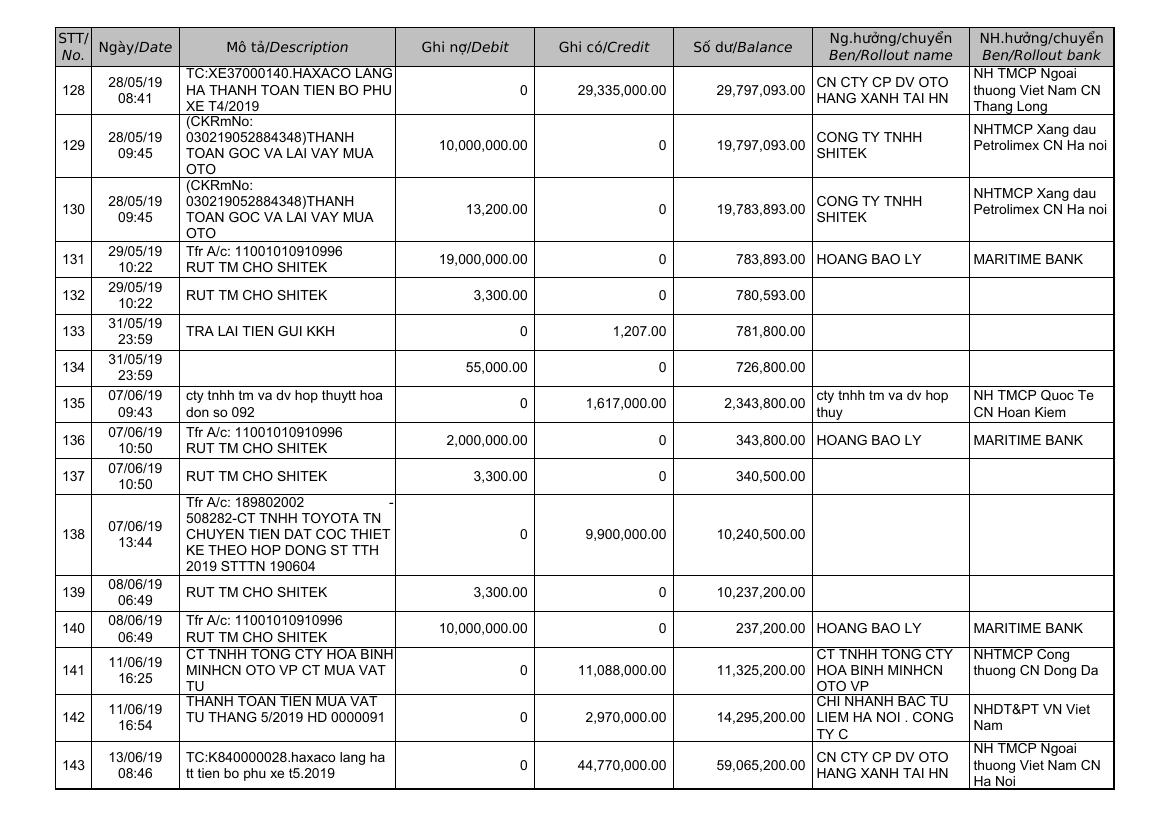 STT/ Ngày/Date Mô tả/Description Ghi nợ/Debit Ghi có/Credit Số dư/Balance Ng.hưởng/chuyển NH.hưởng/chuyển
No. Ben/Rollout name Ben/Rollout bank
128
28/05/19
08:41
TC:XE37000140.HAXACO LANG
HA THANH TOAN TIEN BO PHU
XE T4/2019
0
29,335,000.00
29,797,093.00
CN CTY CP DV OTO
HANG XANH TAI HN
NH TMCP Ngoai
thuong Viet Nam CN
Thang Long
129
28/05/19
09:45
(CKRmNo:
030219052884348)THANH
TOAN GOC VA LAI VAY MUA
OTO
10,000,000.00
0
19,797,093.00
CONG TY TNHH
SHITEK
NHTMCP Xang dau
Petrolimex CN Ha noi
130
28/05/19
09:45
(CKRmNo:
030219052884348)THANH
TOAN GOC VA LAI VAY MUA
OTO
13,200.00
0
19,783,893.00
CONG TY TNHH
SHITEK
NHTMCP Xang dau
Petrolimex CN Ha noi
131
29/05/19
10:22
Tfr A/c: 11001010910996
RUT TM CHO SHITEK
19,000,000.00
0
783,893.00
HOANG BAO LY
MARITIME BANK
132
29/05/19
10:22
RUT TM CHO SHITEK
3,300.00
0
780,593.00
133
31/05/19
23:59
TRA LAI TIEN GUI KKH
0
1,207.00
781,800.00
134
31/05/19
23:59
55,000.00
0
726,800.00
135
07/06/19
09:43
cty tnhh tm va dv hop thuytt hoa
don so 092
0
1,617,000.00
2,343,800.00
cty tnhh tm va dv hop
thuy
NH TMCP Quoc Te
CN Hoan Kiem
136
07/06/19
10:50
Tfr A/c: 11001010910996
RUT TM CHO SHITEK
2,000,000.00
0
343,800.00
HOANG BAO LY
MARITIME BANK
137
07/06/19
10:50
RUT TM CHO SHITEK
3,300.00
0
340,500.00
138
07/06/19
13:44
Tfr A/c: 189802002 -
508282-CT TNHH TOYOTA TN
CHUYEN TIEN DAT COC THIET
KE THEO HOP DONG ST TTH
2019 STTTN 190604
0
9,900,000.00
10,240,500.00
139
08/06/19
06:49
RUT TM CHO SHITEK
3,300.00
0
10,237,200.00
140
08/06/19
06:49
Tfr A/c: 11001010910996
RUT TM CHO SHITEK
10,000,000.00
0
237,200.00
HOANG BAO LY
MARITIME BANK
141
11/06/19
16:25
CT TNHH TONG CTY HOA BINH
MINHCN OTO VP CT MUA VAT
TU
0
11,088,000.00
11,325,200.00
CT TNHH TONG CTY
HOA BINH MINHCN
OTO VP
NHTMCP Cong
thuong CN Dong Da
142
11/06/19
16:54
THANH TOAN TIEN MUA VAT
TU THANG 5/2019 HD 0000091
0
2,970,000.00
14,295,200.00
CHI NHANH BAC TU
LIEM HA NOI . CONG
TY C
NHDT&PT VN Viet
Nam
143
13/06/19
08:46
TC:K840000028.haxaco lang ha
tt tien bo phu xe t5.2019
0
44,770,000.00
59,065,200.00
CN CTY CP DV OTO
HANG XANH TAI HN
NH TMCP Ngoai
thuong Viet Nam CN
Ha Noi